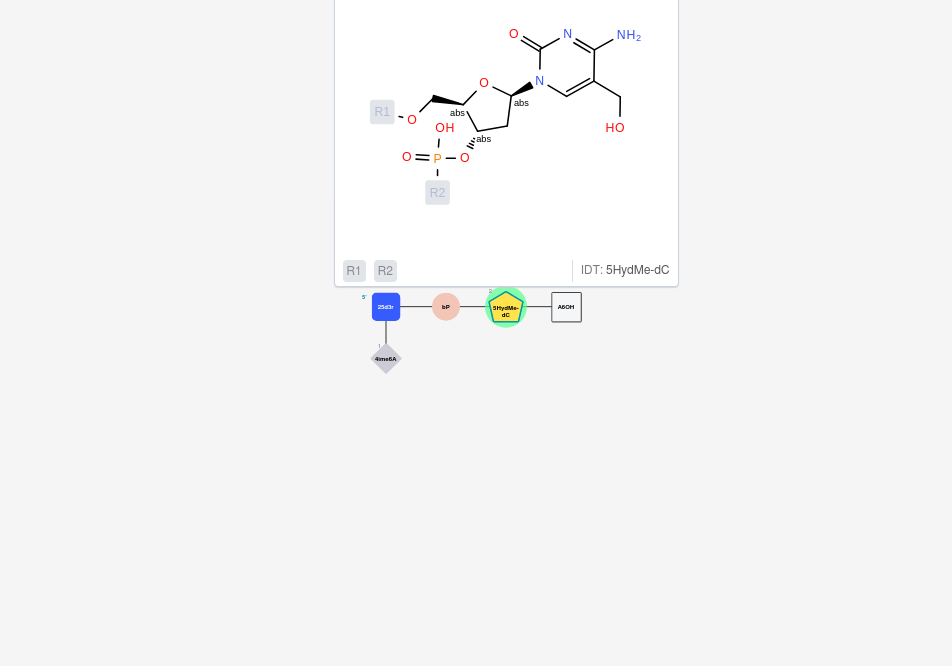 O N NH2
N
O abs
R1 O abs HO
OH abs
O P O
R2
R1 R2 IDT: 5HydMe-dC
5'
25d3r bP 5HydMe-
dC A6OH
1
4ime6A